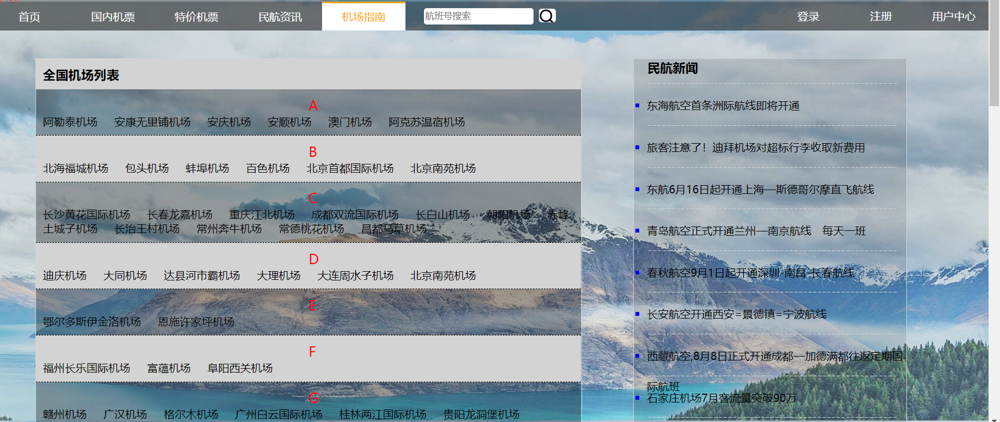 首页 国内机票 特价机票 民航资讯 机场指南 航班号搜索 登录 注册 用户中心
全国机场列表
A
阿勒泰机场 安康无里铺机场 安庆机场 安顺机场 澳门机场 阿克苏温宿机场
B
北海福城机场 包头机场 蚌埠机场 百色机场 北京首都国际机场 北京南苑机场
C
长沙黄花国际机场 长春龙嘉机场 重庆江北机场 成都双流国际机场 长白山机场 朝阳机场 赤峰
土城子机场 长治王村机场 常州奔牛机场 常德桃花机场 昌都马草机场
D
迪庆机场 大同机场 达县河市霸机场 大理机场 大连周水子机场 北京南苑机场
E
鄂尔多斯伊金洛机场 恩施许家坪机场
F
福州长乐国际机场 富蕴机场 阜阳西关机场
G
赣州机场 广汉机场 格尔木机场 广州白云国际机场 桂林两江国际机场 贵阳龙洞堡机场
民航新闻
东海航空首条洲际航线即将开通
旅客注意了！迪拜机场对超标行李收取新费用
东航6月16日起开通上海—斯德哥尔摩直飞航线
青岛航空正式开通兰州—南京航线 每天一班
春秋航空9月1日起开通深圳-南昌-长春航线
长安航空开通西安=景德镇=宁波航线
西藏航空,8月8日正式开通成都—加德满都往返定期国
际航班
石家庄机场7月客流量突破90万